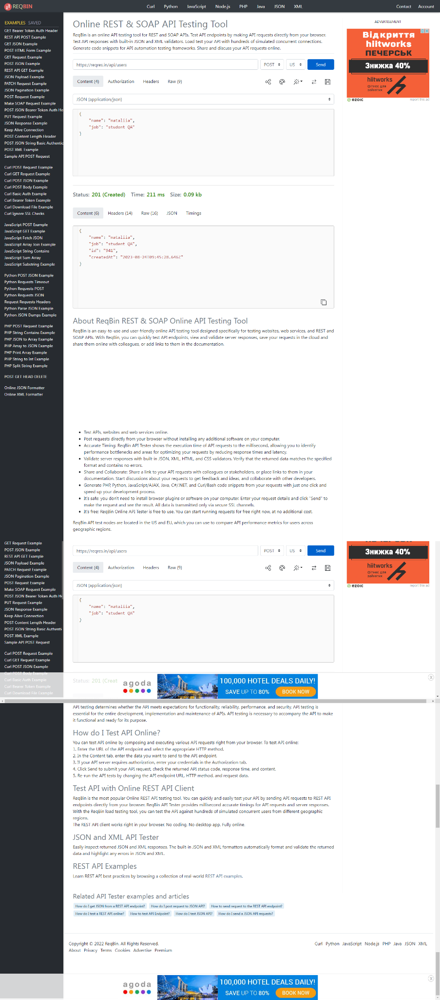 REQBIN
Curl Python JavaScript Node.js PHP Java JSON XML
Contact Account
EXAMPLES SAVED
GET Bearer Token Auth Header
REST API POST Example
GET JSON Example
POST HTML Form Example
GET Request Example
POST JSON Example
REST API GET Example
JSON Payload Example
PATCH Request Example
JSON Pagination Example
POST Request Example
Make SOAP Request Example
POST JSON Bearer Token Auth He
PUT Request Example
JSON Response Example
Keep Alive Connection
POST Content Length Header
POST JSON String Basic Authentic
POST XML Example
Sample API POST Request
Curl POST Request Example
Curl GET Request Example
Curl POST JSON Example
Curl POST Body Example
Curl Basic Auth Example
Curl Bearer Token Example
Curl Download File Example
Curl Ignore SSL Checks
JavaScript POST Example
JavaScript GET Example
JavaScript Fetch JSON
JavaScript Array Join Example
JavaScript String Contains
JavaScript Sum Array
JavaScript Substring Example
Python POST JSON Example
Python Requests Timeout
Python Requests POST
Python Requests JSON
Request Requests Headers
Python Parse JSON Example
Python JSON Dumps Example
PHP POST Request Example
PHP String Contains Example
PHP JSON to Array Example
PHP Array to JSON Example
PHP Print Array Example
PHP String to Int Example
PHP Split String Example
POST GET HEAD DELETE
Online JSON Formatter
Online XML Formatter
Online REST & SOAP API Testing Tool
ReqBin is an online API testing tool for REST and SOAP APIs. Test API endpoints by making API requests directly from your browser.
Test API responses with built-in JSON and XML validators. Load test your API with hundreds of simulated concurrent connections.
Generate code snippets for API automation testing frameworks. Share and discuss your API requests online.
https://reqres.in/api/users POST US Send
Content (4) Authorization Headers Raw (9)
JSON (application/json)
{
"name": "nataliia",
"job": "student QA"
}
Status: 201 (Created) Time: 211 ms Size: 0.09 kb
Content (6) Headers (14) Raw (16) JSON Timings
{
"name": "nataliia",
"job": "student QA",
"id": "941",
"createdAt": "2023-08-24T09:45:28.646Z"
}
About ReqBin REST & SOAP Online API Testing Tool
ReqBin is an easy-to-use and user-friendly online API testing tool designed specifically for testing websites, web services, and REST and
SOAP APIs. With ReqBin, you can quickly test API endpoints, view and validate server responses, save your requests in the cloud and
share them online with colleagues, or add links to them in the documentation.
• Test APIs, websites and web services online.
• Post requests directly from your browser without installing any additional software on your computer.
• Accurate Timing: ReqBin API Tester shows the execution time of API requests to the millisecond, allowing you to identify
performance bottlenecks and areas for optimizing your requests by reducing response times and latency.
• Validate server responses with built-in JSON, XML, HTML, and CSS validators. Verify that the returned data matches the specified
format and contains no errors.
• Share and Collaborate: Share a link to your API requests with colleagues or stakeholders, or place links to them in your
documentation. Start discussions about your requests to get feedback and ideas, and collaborate with other developers.
• Generate PHP, Python, JavaScript/AJAX, Java, C#/.NET, and Curl/Bash code snippets from your requests with just one click and
speed up your development process.
• It's safe: you don't need to install browser plugins or software on your computer. Enter your request details and click "Send" to
make the request and see the result. All data is transmitted only via secure SSL channels.
• It's free: ReqBin Online API Tester is free to use. You can start running requests for free right now, at no additional cost.
ReqBin API test nodes are located in the US and EU, which you can use to compare API performance metrics for users across
geographic regions.
ADVERTISEMENT
Відкриття
hiitworks
ПЕЧЕРСЬК
Знижка 40%
hiitworks
фітнес для
зайнятих
ezoic
report this ad
GET Request Example
POST JSON Example
REST API GET Example
JSON Payload Example
PATCH Request Example
JSON Pagination Example
POST Request Example
Make SOAP Request Example
POST JSON Bearer Token Auth He
PUT Request Example
JSON Response Example
Keep Alive Connection
POST Content Length Header
POST JSON String Basic Authenti
POST XML Example
Sample API POST Request
Curl POST Request Example
Curl GET Request Example
Curl POST JSON Example
Curl POST Body Example
Curl Basic Auth Example
Curl Bearer Token Example
Curl Download File Example
https://reqres.in/api/users POST US Send
Content (4) Authorization Headers Raw (9)
JSON (application/json)
{
"name": "nataliia",
"job": "student QA"
}
Status: 201 (Creat
Знижка 40%
hiitworks
фітнес для
зайнятих
ezoic
report this ad
agoda
100,000 HOTEL DEALS DAILY!
SAVE UP TO 80% BOOK NOW
X
API testing determines whether the API meets expectations for functionality, reliability, performance, and security. API testing is
essential for the entire development, implementation and maintenance of APIs. API testing is necessary to accompany the API to make
it functional and ready for its purpose.
How do I Test API Online?
You can test API online by composing and executing various API requests right from your browser. To test API online:
1. Enter the URL of the API endpoint and select the appropriate HTTP method.
2. In the Content tab, enter the data you want to send to the API endpoint.
3. If your API server requires authorization, enter your credentials in the Authorization tab.
4. Click Send to submit your API request, check the returned API status code, response time, and content.
5. Re-run the API tests by changing the API endpoint URL, HTTP method, and request data.
Test API with Online REST API Client
ReqBin is the most popular Online REST API testing tool. You can quickly and easily test your API by sending API requests to REST API
endpoints directly from your browser. ReqBin API Tester provides millisecond accurate timings for API requests and server responses.
With the ReqBin load testing tool, you can test the API against hundreds of simulated concurrent users from different geographic
regions.
The REST API client works right in your browser. No coding. No desktop app. Fully online.
JSON and XML API Tester
Easily inspect returned JSON and XML responses. The built-in JSON and XML formatters automatically format and validate the returned
data and highlight any errors in JSON and XML.
REST API Examples
Learn REST API best practices by browsing a collection of real-world REST API examples.
Related API Tester examples and articles
How do I get JSON from a REST API endpoint? How do I post request to JSON API? How to send request to the REST API endpoint?
How do I test a REST API online? How to test API Endpoint? How do I test JSON API? How do I send a JSON API requests?
Copyright © 2022 ReqBin. All Rights Reserved.
About Privacy Terms Cookies Advertise Premium
Curl Python JavaScript Node.js PHP Java JSON XML
agoda
100,000 HOTEL DEALS DAILY!
SAVE UP TO 80% BOOK NOW
X